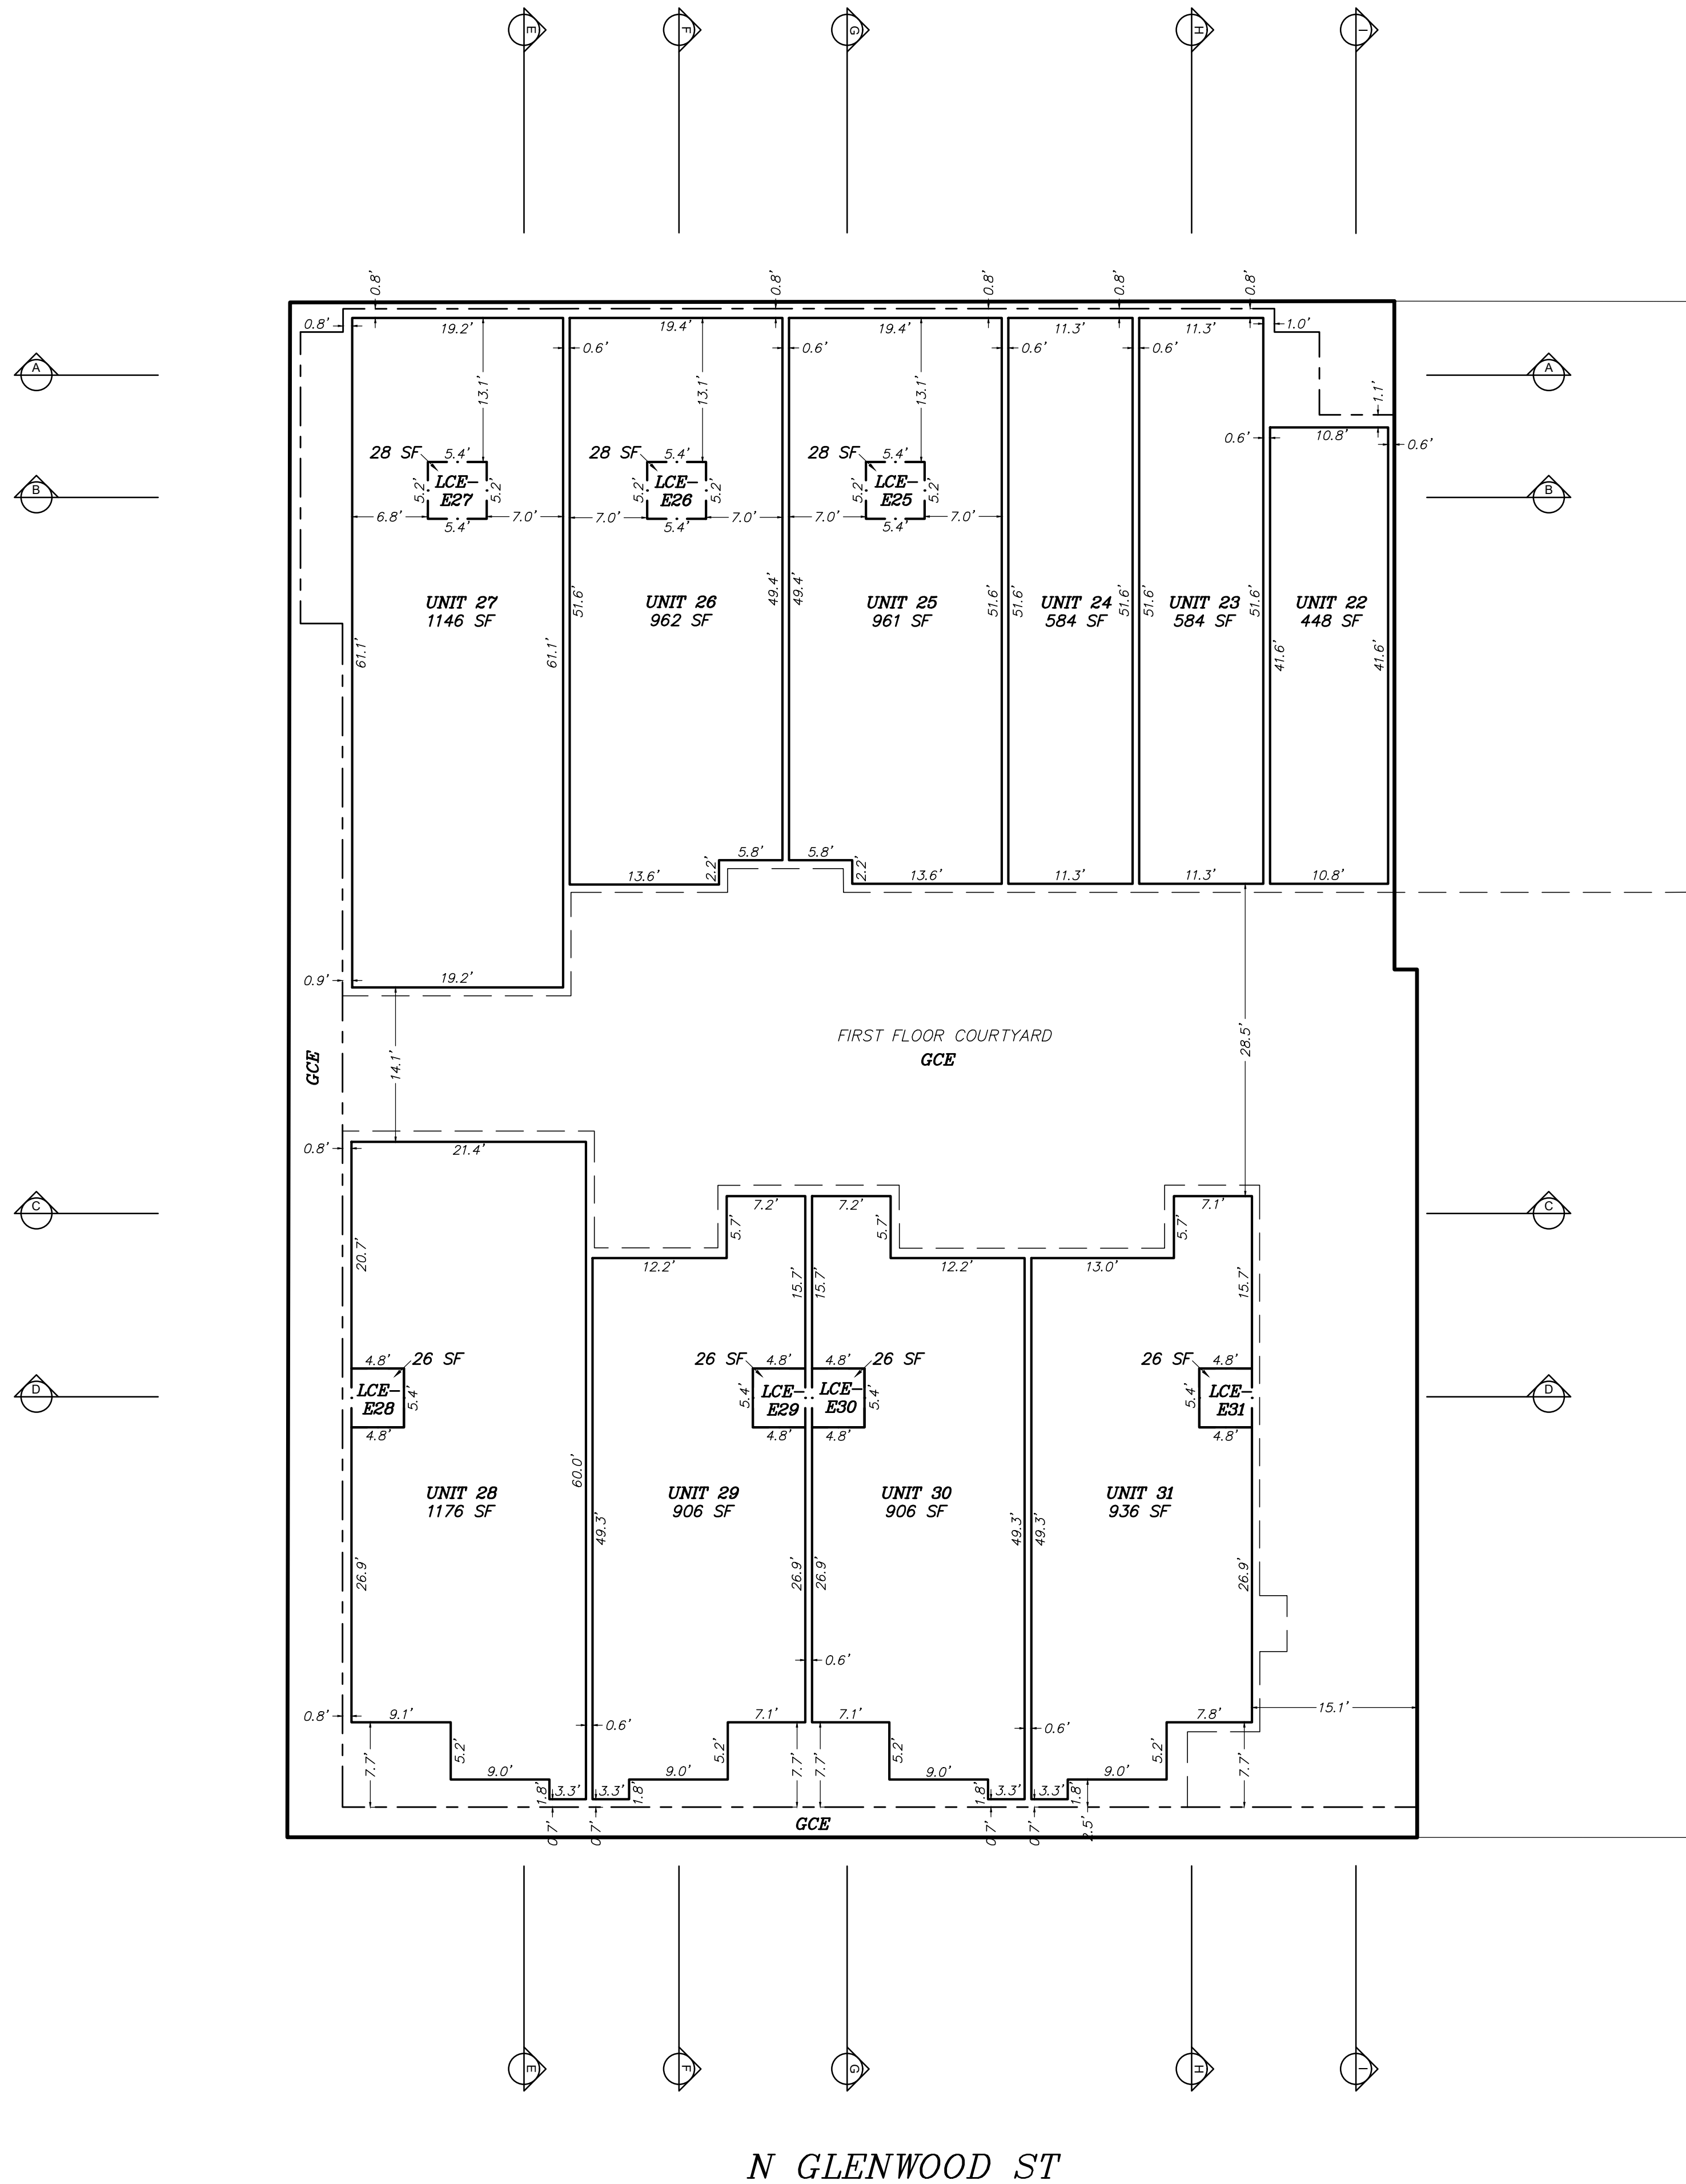 E F G H I
0.8' 0.8' 0.8' 0.8' 0.8'
0.8' 19.2' 19.4' 19.4' 11.3' 11.3' 1.0'
0.6' 0.6' 0.6' 0.6'
A A
13.1' 13.1' 13.1' 1.1'
0.6' 10.8' 0.6'
28 SF 5.4' 28 SF 5.4' 28 SF 5.4'
B B
5.2' LCE- 5.2' 5.2' LCE- 5.2' 5.2' LCE- 5.2'
E27 E26 E25
6.8' 5.4' 7.0' 7.0' 5.4' 7.0' 7.0' 5.4' 7.0'
51.6' 49.4' 49.4' 51.6' 51.6' 51.6' 51.6' 51.6'
UNIT 27 UNIT 26 UNIT 25 UNIT 24 UNIT 23 UNIT 22
1146 SF 962 SF 961 SF 584 SF 584 SF 448 SF
61.1' 61.1' 41.6' 41.6'
5.8' 5.8'
13.6' 2.2' 2.2' 13.6' 11.3' 11.3' 10.8'
0.9' 19.2'
FIRST FLOOR COURTYARD
GCE
GCE 14.1' 28.5'
0.8' 21.4'
7.2' 7.2' 7.1'
5.7' 5.7' 5.7'
C C
20.7' 12.2' 15.7' 15.7' 12.2' 13.0' 15.7'
4.8' 26 SF 26 SF 4.8' 4.8' 26 SF 26 SF 4.8'
D D
LCE- 5.4' 5.4' LCE- LCE- 5.4' 5.4' LCE-
E28 E29 E30 E31
4.8' 4.8' 4.8' 4.8'
60.0'
UNIT 28 UNIT 29 UNIT 30 UNIT 31
1176 SF 906 SF 906 SF 936 SF
49.3' 49.3' 49.3'
26.9' 26.9' 26.9' 26.9'
0.6'
0.8' 9.1' 0.6' 7.1' 7.1' 0.6' 7.8' 15.1'
7.7' 5.2' 5.2' 7.7' 7.7' 5.2' 5.2' 7.7'
9.0' 9.0' 9.0' 9.0'
1.8' 3.3' 3.3' 1.8' 1.8' 3.3' 3.3' 1.8'
0.7' 0.7' GCE 0.7' 0.7' 2.5'
E F G H I
N GLENWOOD ST